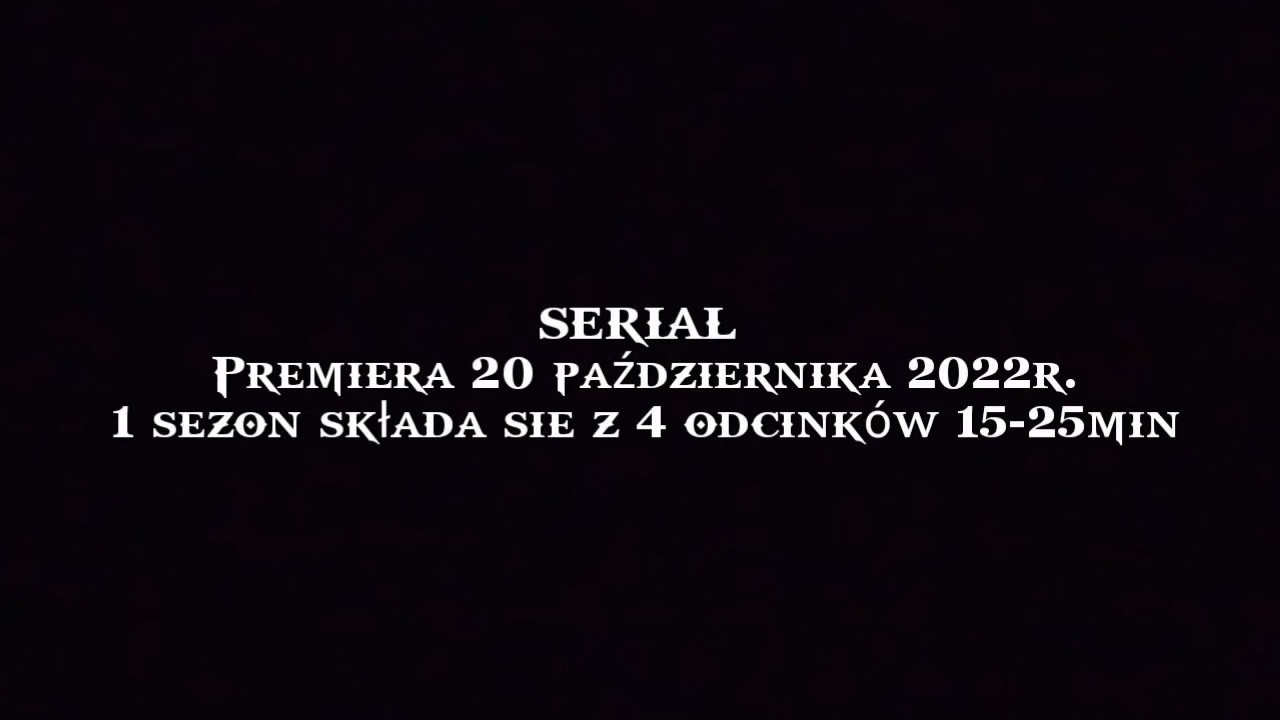 SERIAL
Premiera 20 października 2022r.
1 sezon składa sie z 4 odcinków 15-25min